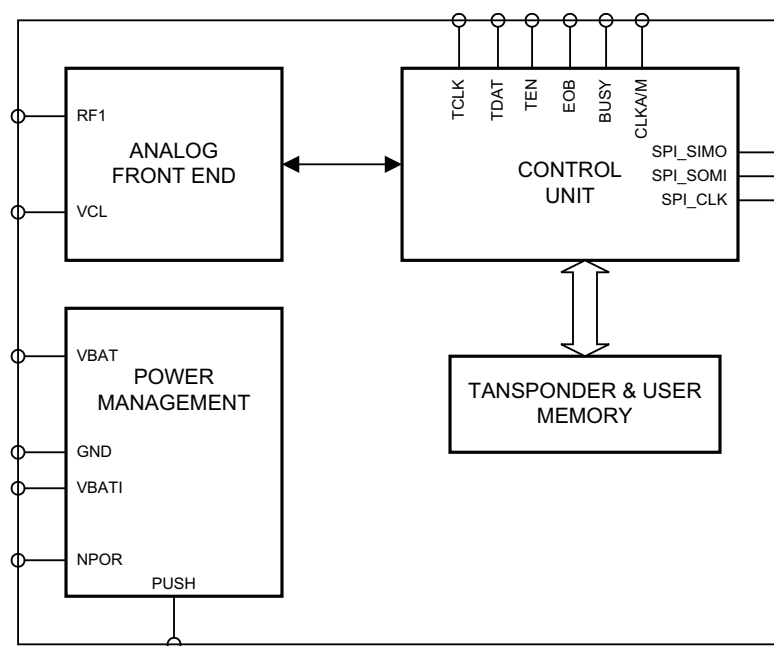 TCLK
TDAT
TEN
EOB
BUSY
CLKA/M
RF1
ANALOG
FRONT END
VCL
SPI_SIMO
SPI_SOMI
SPI_CLK
CONTROL
UNIT
VBAT
POWER
MANAGEMENT
GND
VBATI
NPOR
PUSH
TANSPONDER & USER
MEMORY